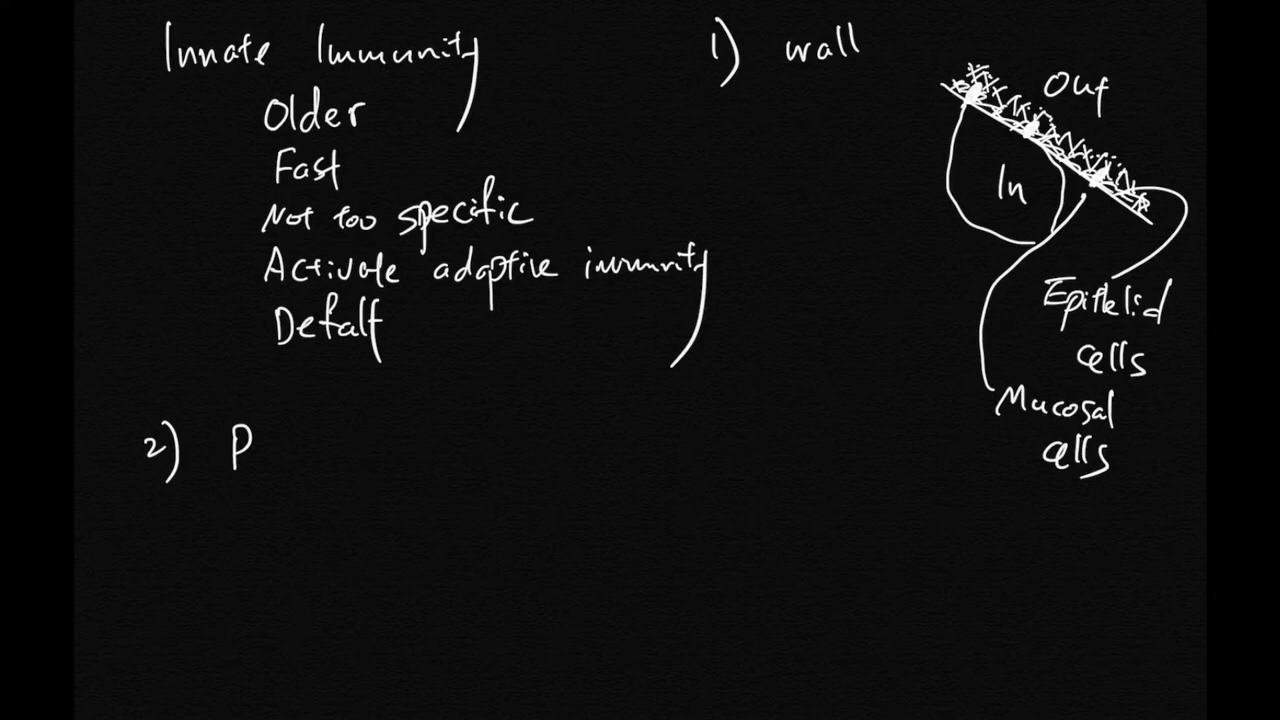 Innate Immunity
Older
Fast
Not too specific
Activate adaptive immunity
Defalt
1) wall
Out
In
Epitelid
cells
Mucosal
cells
2) P